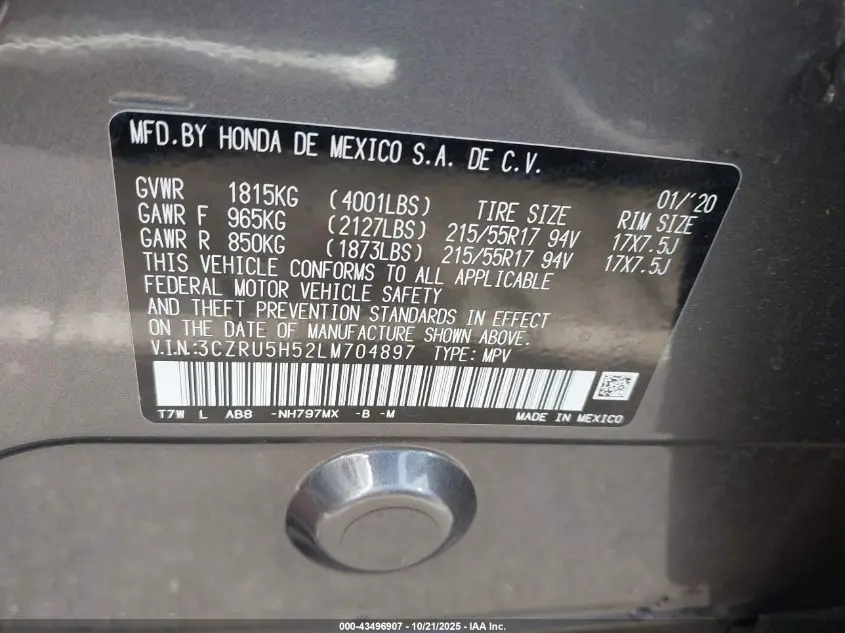 MFD.BY HONDA DE MEXICO S.A. DE C.V.
01/'20
GVWR 1815KG (4001LBS) TIRE SIZE RIM SIZE
GAWR F 965KG (2127LBS) 215/55R17 94V 17X7.5J
GAWR R 850KG (1873LBS) 215/55R17 94V 17X7.5J
THIS VEHICLE CONFORMS TO ALL APPLICABLE
FEDERAL MOTOR VEHICLE SAFETY
AND THEFT PREVENTION STANDARDS IN EFFECT
ON THE DATE OF MANUFACTURE SHOWN ABOVE.
V.I.N:3CZRU5H52LM704897 TYPE: MPV
T7W L AB8 -NH797MX -B -M MADE IN MEXICO
000-43496907 - 10/21/2025 - IAA Inc.